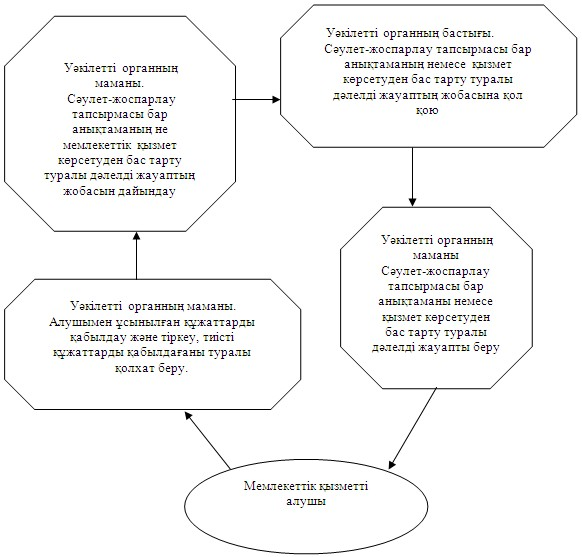 Уәкілетті органның
маманы.
Сәулет-жоспарлау
тапсырмасы бар
анықтаманың не
мемлекеттік қызмет
көрсетуден бас тарту
туралы дәлелді жауаптың
жобасын дайындау
Уәкілетті органның бастығы.
Сәулет-жоспарлау тапсырмасы бар
анықтаманың немесе қызмет
көрсетуден бас тарту туралы
дәлелді жауаптың жобасына қол
қою
Уәкілетті органның
маманы
Сәулет-жоспарлау
тапсырмасы бар
анықтаманы немесе
қызмет көрсетуден
бас тарту туралы
дәлелді жауапты беру
Уәкілетті органның маманы.
Алушымен ұсынылған құжаттарды
қабылдау және тіркеу, тиісті
құжаттарды қабылдағаны туралы
қолхат беру.
Мемлекеттік қызметті
алушы